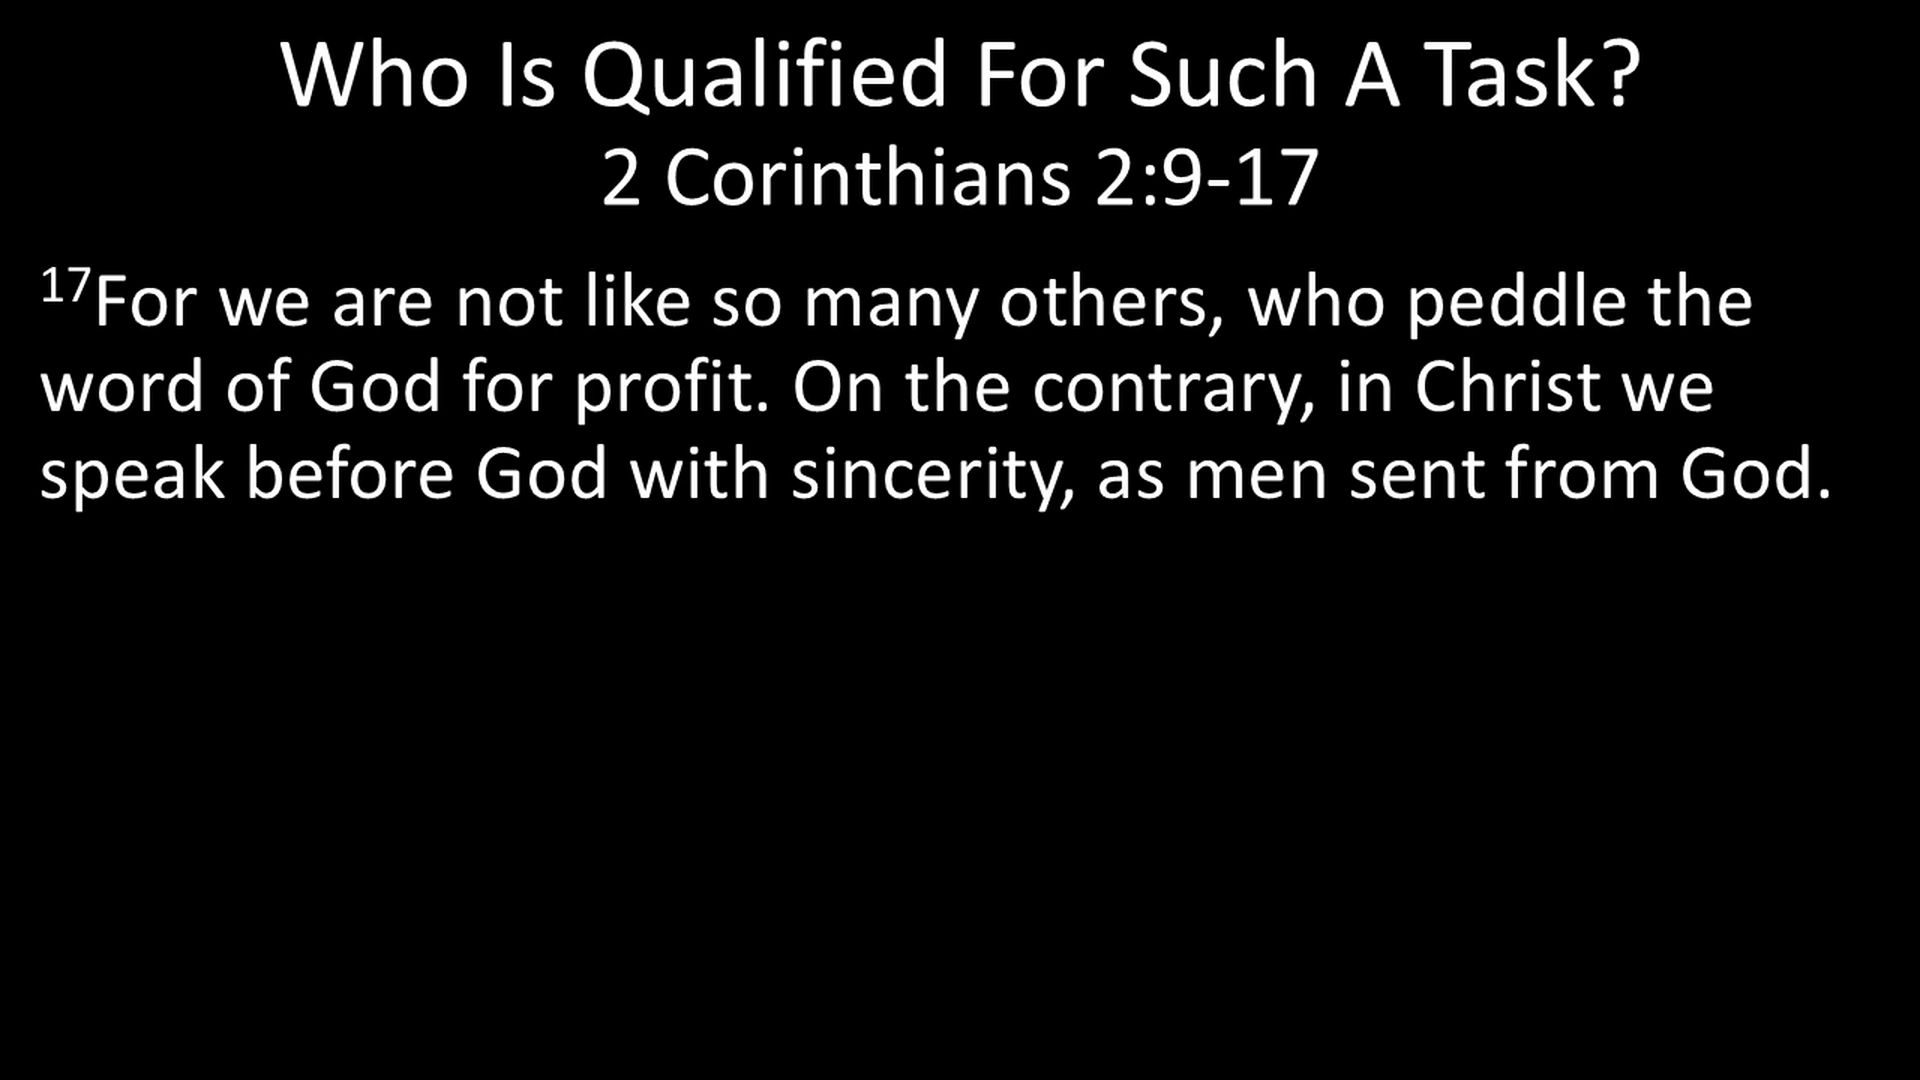 Who Is Qualified For Such A Task?
2 Corinthians 2:9-17
17For we are not like so many others, who peddle the
word of God for profit. On the contrary, in Christ we
speak before God with sincerity, as men sent from God.